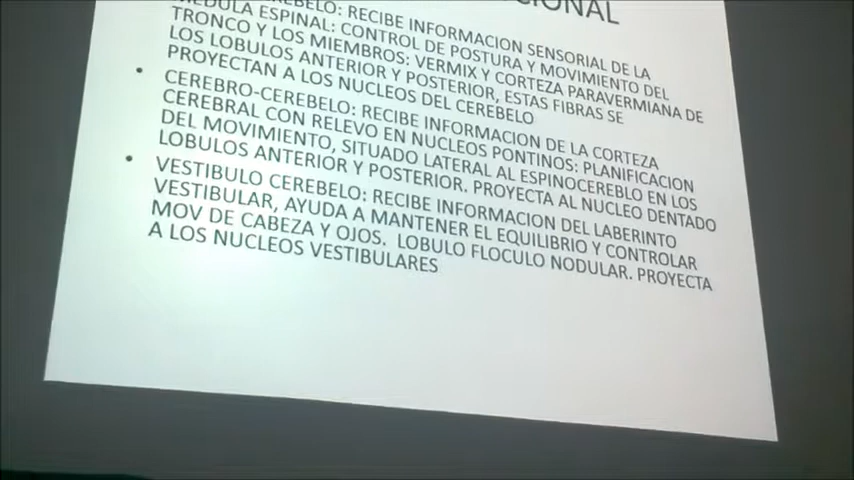 CIONAL
CEREBELO: RECIBE INFORMACION SENSORIAL DE LA
MEDULA ESPINAL: CONTROL DE POSTURA Y MOVIMIENTO DEL
TRONCO Y LOS MIEMBROS: VERMIX Y CORTEZA PARAVERMIANA DE
LOS LOBULOS ANTERIOR Y POSTERIOR, ESTAS FIBRAS SE
PROYECTAN A LOS NUCLEOS DEL CEREBELO
• CEREBRO-CEREBELO: RECIBE INFORMACION DE LA CORTEZA
CEREBRAL CON RELEVO EN NUCLEOS PONTINOS: PLANIFICACION
DEL MOVIMIENTO, SITUADO LATERAL AL ESPINOCEREBLO EN LOS
LOBULOS ANTERIOR Y POSTERIOR. PROYECTA AL NUCLEO DENTADO
• VESTIBULO CEREBELO: RECIBE INFORMACION DEL LABERINTO
VESTIBULAR, AYUDA A MANTENER EL EQUILIBRIO Y CONTROLAR
MOV DE CABEZA Y OJOS. LOBULO FLOCULO NODULAR. PROYECTA
A LOS NUCLEOS VESTIBULARES